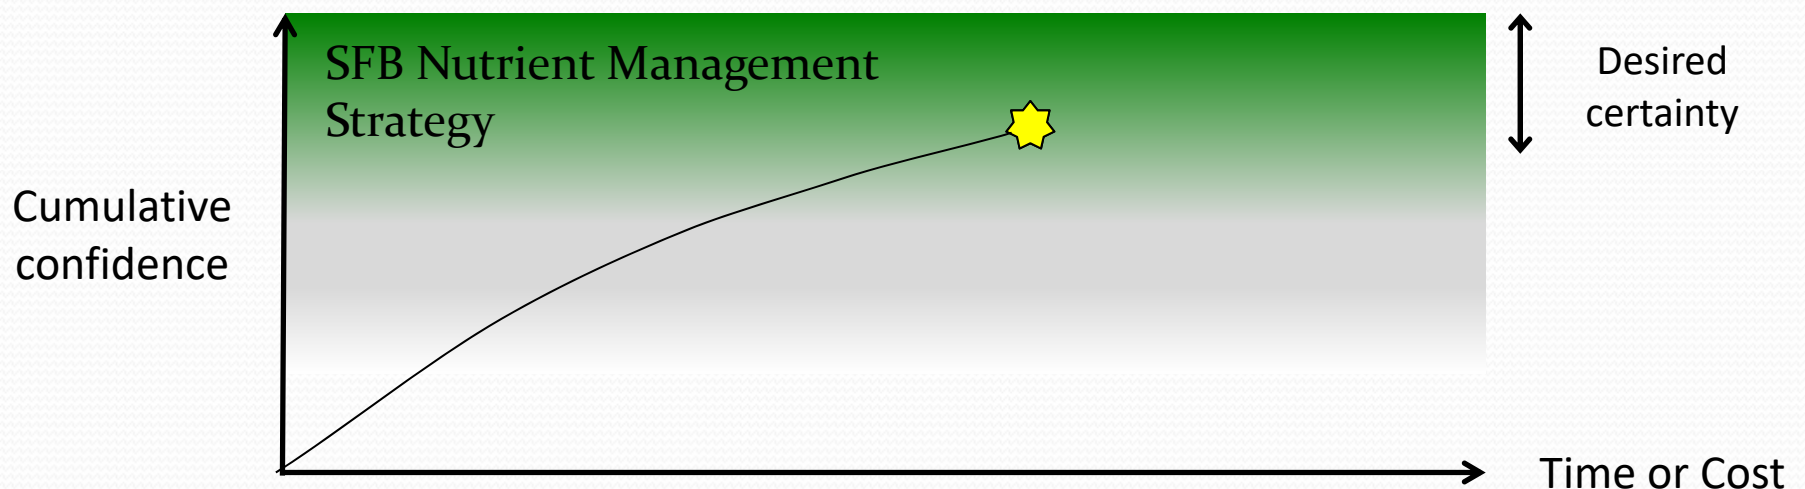 SFB Nutrient Management
Strategy
Desired
certainty
Cumulative
confidence
Time or Cost